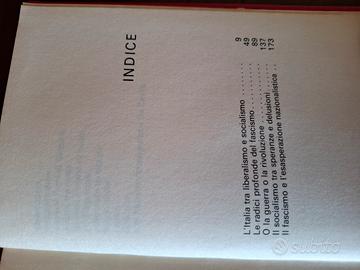 INDICE
L'Italia tra liberalismo e socialismo . . . . . . . 9
Le radici profonde del fascismo . . . . . . . . . 49
O la guerra o la rivoluzione . . . . . . . . . . . 89
Il socialismo tra speranze e delusioni . . . . . . 137
Il fascismo e l'esasperazione nazionalistica . . . 173
subito